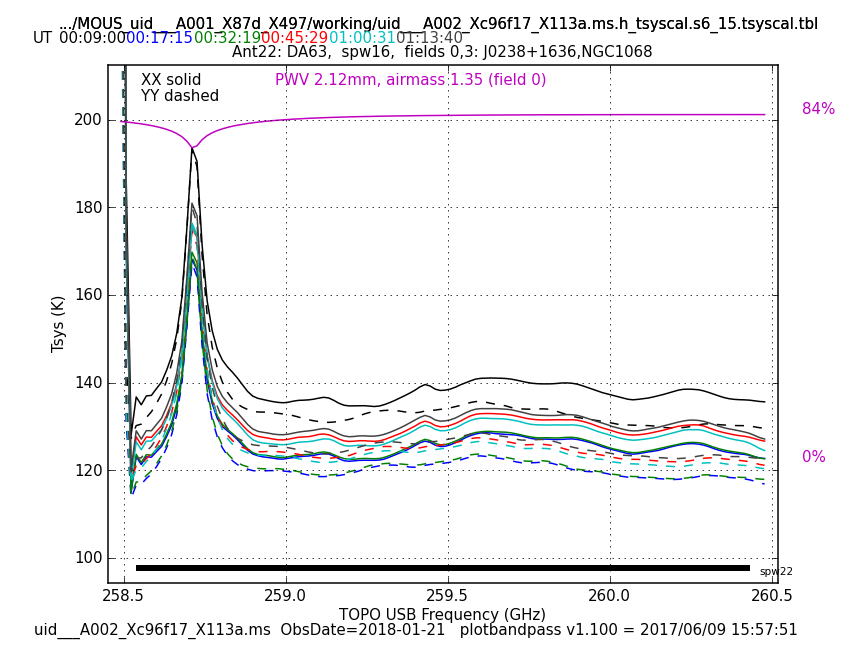 .../MOUS_uid___A001_X87d_X497/working/uid___A002_Xc96f17_X113a.ms.h_tsyscal.s6_15.tsyscal.tbl
UT 00:09:00 00:17:15 00:32:19 00:45:29 01:00:31 01:13:40
Ant22: DA63, spw16, fields 0,3: J0238+1636,NGC1068
XX solid
YY dashed
PWV 2.12mm, airmass 1.35 (field 0)
84%
0%
200
180
160
140
120
100
Tsys (K)
spw22
258.5 259.0 259.5 260.0 260.5
TOPO USB Frequency (GHz)
uid___A002_Xc96f17_X113a.ms ObsDate=2018-01-21 plotbandpass v1.100 = 2017/06/09 15:57:51